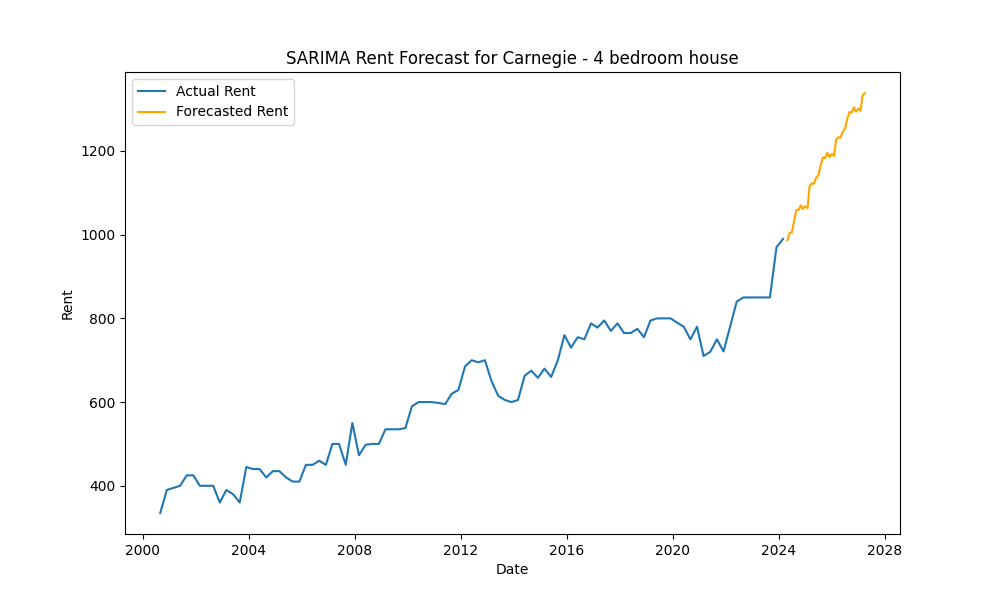 SARIMA Rent Forecast for Carnegie - 4 bedroom house
Actual Rent
Forecasted Rent
1200
1000
800
600
400
Rent
2000 2004 2008 2012 2016 2020 2024 2028
Date